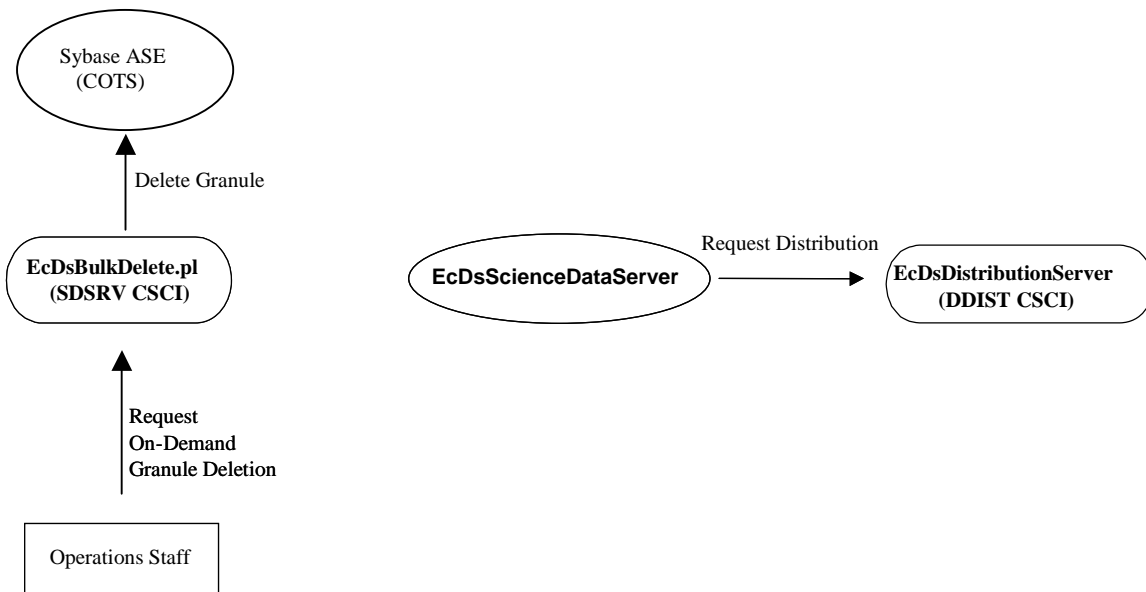 Sybase ASE
(COTS)
Delete Granule
EcDsBulkDelete.pl
(SDSRV CSCI)
Request
On-Demand
Granule Deletion
Operations Staff
EcDsScienceDataServer
Request Distribution
EcDsDistributionServer
(DDIST CSCI)